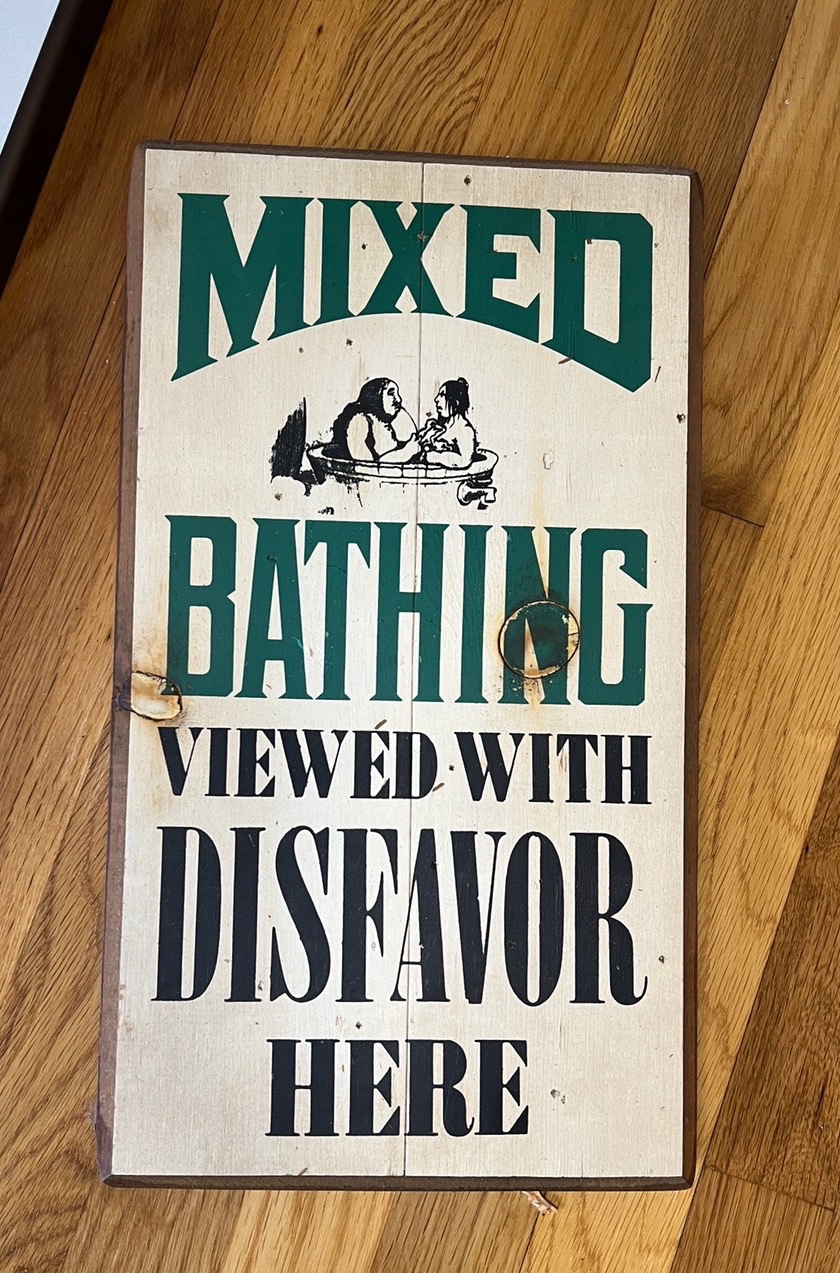 MIXED
BATHING
VIEWED WITH
DISFAVOR
HERE